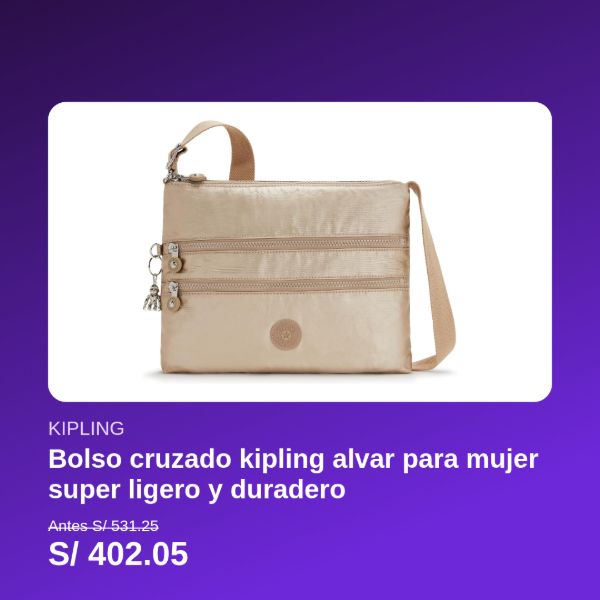 KIPLING
Bolso cruzado kipling alvar para mujer
super ligero y duradero
Antes S/ 531.25
S/ 402.05